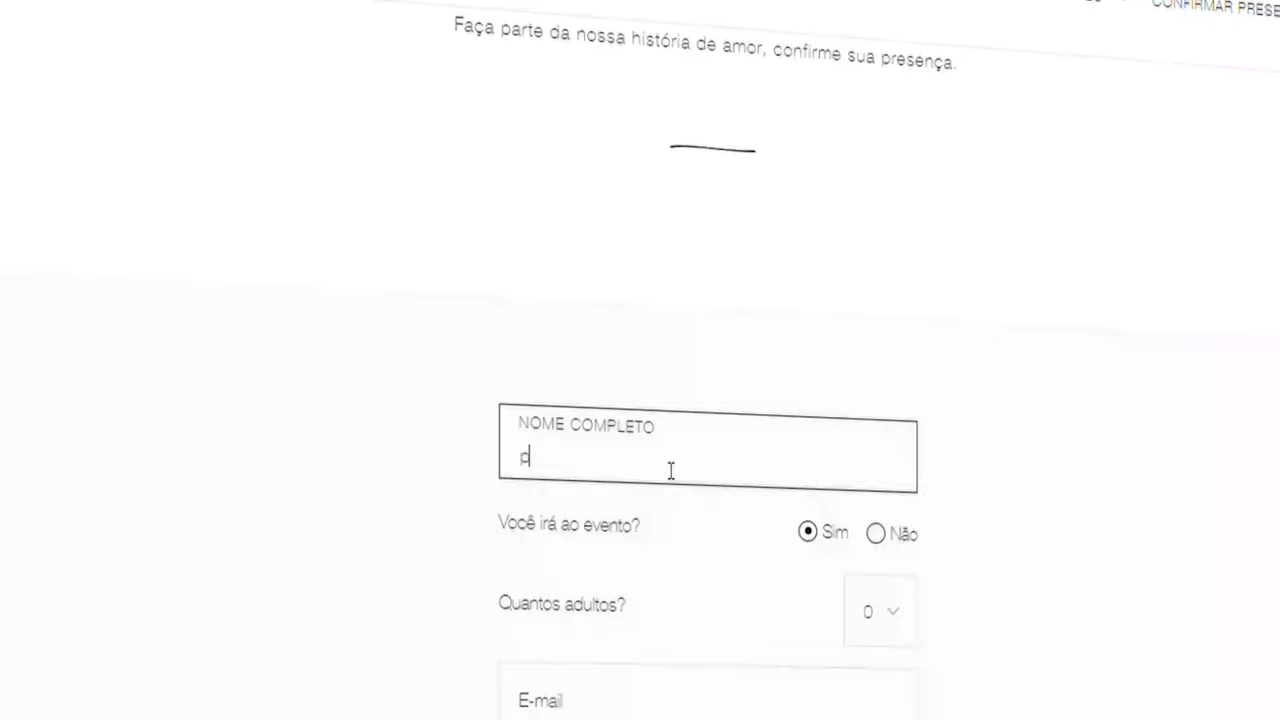 CONFIRMAR PRESE
Faça parte da nossa história de amor, confirme sua presença.
NOME COMPLETO
p
Você irá ao evento?
Sim
Não
Quantos adultos?
0
E-mail